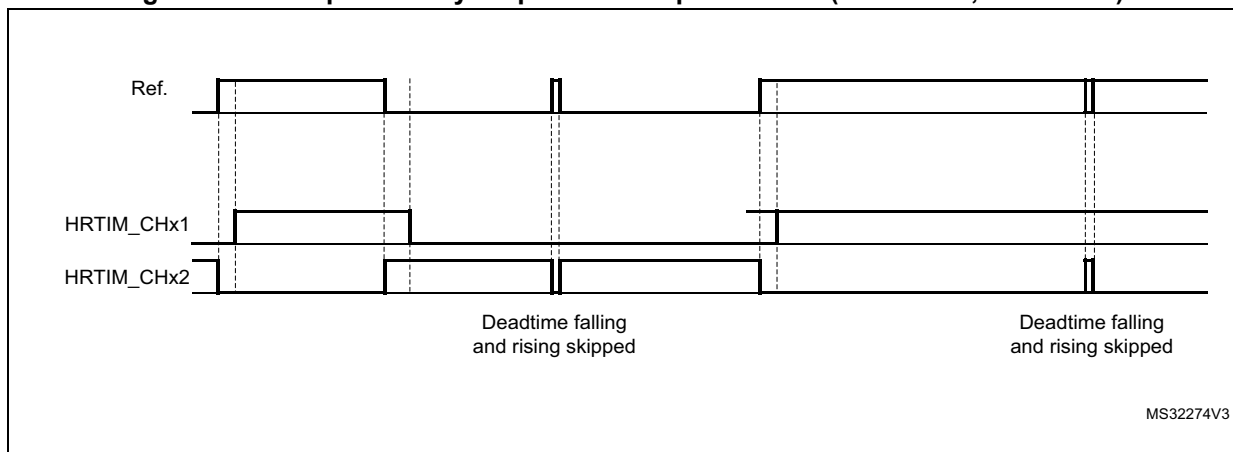 Ref.
HRTIM_CHx1
HRTIM_CHx2
Deadtime falling
and rising skipped
Deadtime falling
and rising skipped
MS32274V3